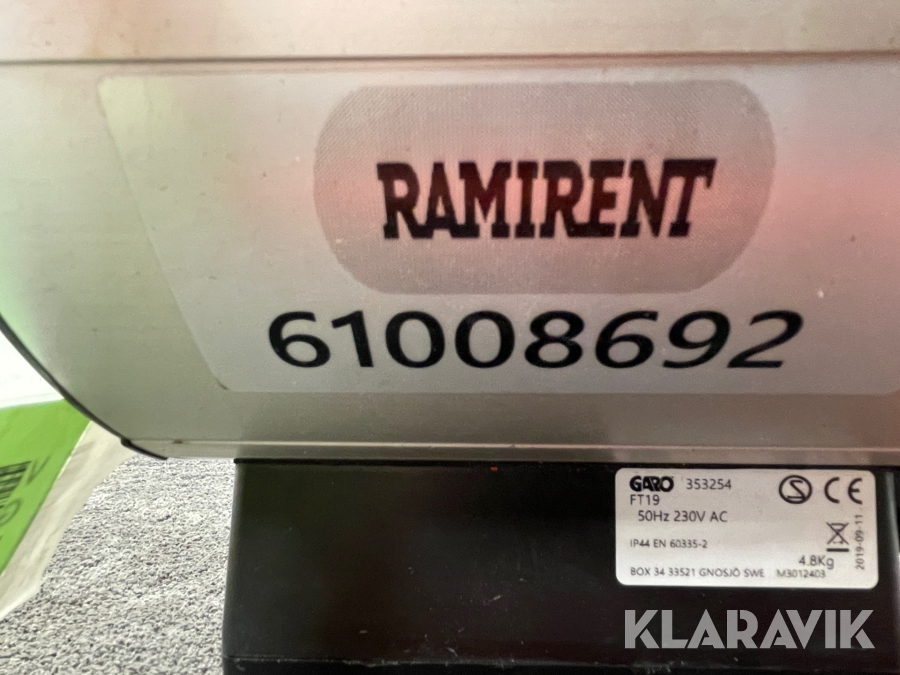 RAMIRENT
61008692
GARO 353254
FT19
50Hz 230V AC
IP44 EN 60335-2
4.8Kg
BOX 34 33521 GNOSJÖ SWE M3012403
2019-09-11
CE
KLARAVIK